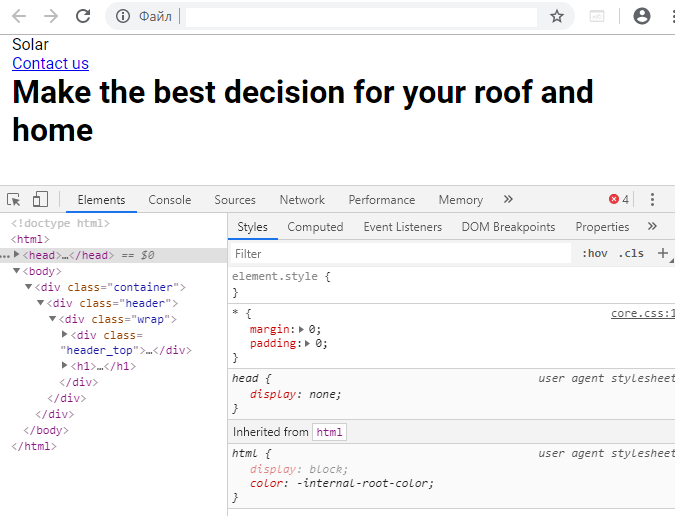 Файл
Solar
Contact us
Make the best decision for your roof and
home
Elements Console Sources Network Performance Memory » 4
<!doctype html>
<html>
<head>…</head> == $0
<body>
<div class="container">
<div class="header">
<div class="wrap">
<div class=
"header_top">…</div>
<h1>…</h1>
</div>
</div>
</div>
</body>
</html>
Styles Computed Event Listeners DOM Breakpoints Properties »
Filter :hov .cls +
element.style {
}
* { core.css:1
margin: 0;
padding: 0;
}
head { user agent stylesheet
display: none;
}
Inherited from html
html { user agent stylesheet
display: block;
color: -internal-root-color;
}